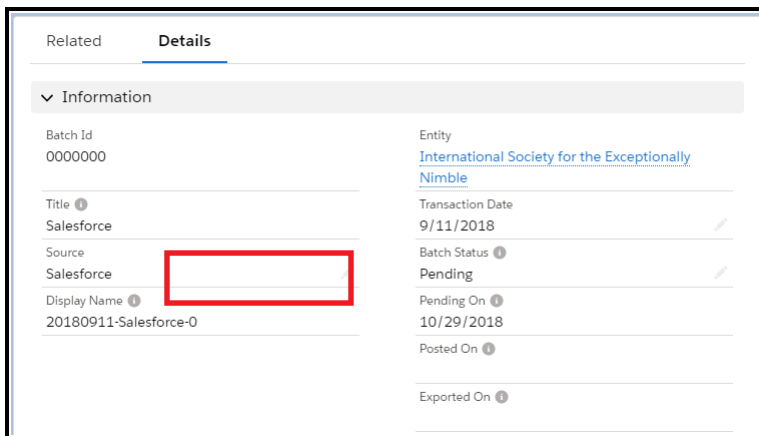 Related Details
Information
Batch Id
0000000
Entity
International Society for the Exceptionally
Nimble
Title
Salesforce
Transaction Date
9/11/2018
Source
Salesforce
Batch Status
Pending
Display Name
20180911-Salesforce-0
Pending On
10/29/2018
Posted On
Exported On